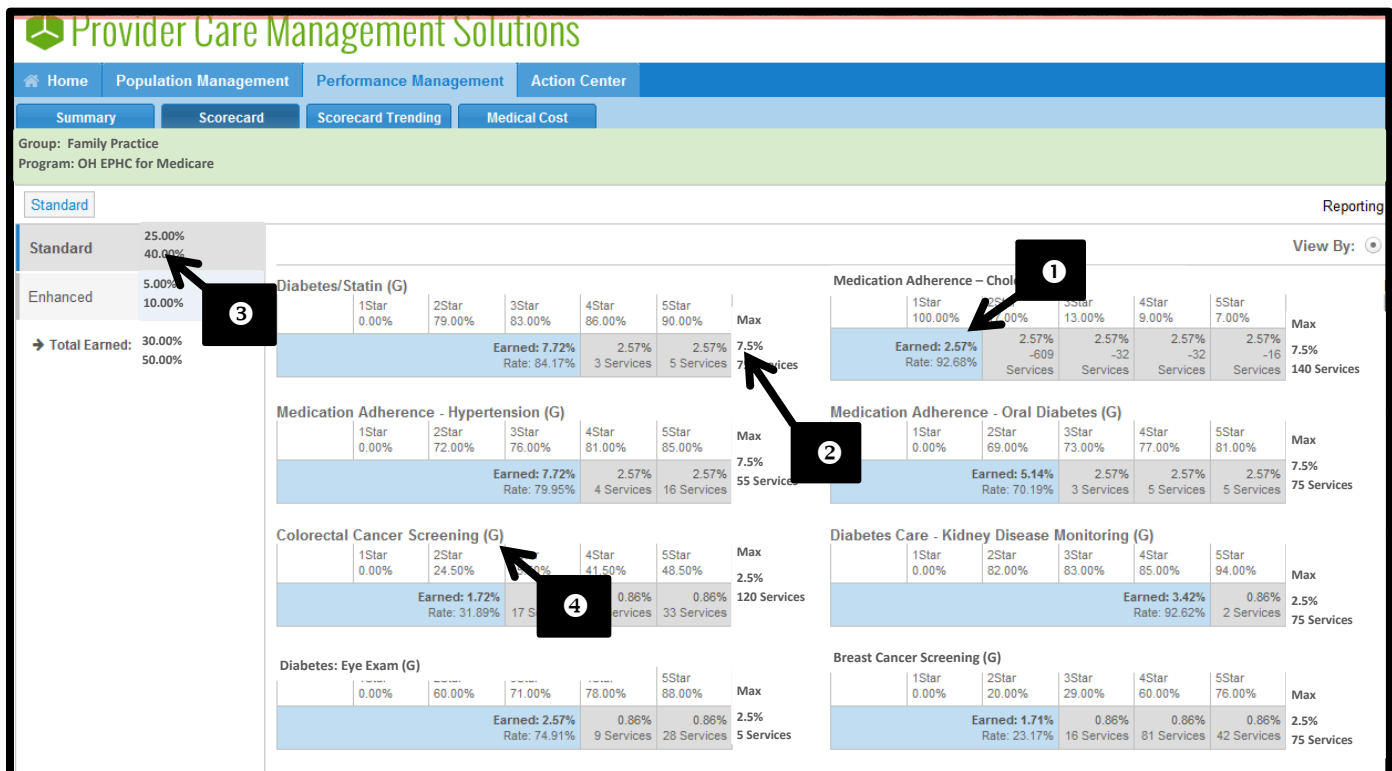 Provider Care Management Solutions
Home Population Management Performance Management Action Center
Summary Scorecard Scorecard Trending Medical Cost
Group: Family Practice
Program: OH EPHC for Medicare
Standard Reporting
View By:
Standard 25.00%
40.00%
Enhanced 5.00%
10.00%
➔ Total Earned: 30.00%
50.00%
❸
Diabetes/Statin (G)
1Star 2Star 3Star 4Star 5Star
0.00% 79.00% 83.00% 86.00% 90.00% Max
Earned: 7.72% 2.57% 2.57% 7.5%
Rate: 84.17% 3 Services 5 Services
Medication Adherence –
❶
1Star 4Star 5Star
100.00% 13.00% 9.00% 7.00% Max
Earned: 2.57% 2.57% 2.57% 2.57% 2.57% 7.5%
Rate: 92.68% -609 -32 -32 -16
Services Services Services Services 140 Services
Medication Adherence - Hypertension (G)
1Star 2Star 3Star 4Star 5Star
0.00% 72.00% 76.00% 81.00% 85.00% Max
Earned: 7.72% 2.57% 2.57% 7.5%
Rate: 79.95% 4 Services 16 Services 55 Services
❷
Medication Adherence - Oral Diabetes (G)
1Star 2Star 3Star 4Star 5Star
0.00% 69.00% 73.00% 77.00% 81.00% Max
Earned: 5.14% 2.57% 2.57% 2.57% 7.5%
Rate: 70.19% 3 Services 5 Services 5 Services 75 Services
Colorectal Cancer Screening (G)
1Star 2Star 4Star 5Star Max
0.00% 24.50% 41.50% 48.50%
Earned: 1.72% 0.86% 0.86% 2.5%
Rate: 31.89% 17 33 Services 120 Services
❹
Diabetes Care - Kidney Disease Monitoring (G)
1Star 2Star 3Star 4Star 5Star
0.00% 82.00% 83.00% 85.00% 94.00% Max
Earned: 3.42% 0.86% 2.5%
Rate: 92.62% 2 Services 75 Services
Diabetes: Eye Exam (G)
5Star
0.00% 60.00% 71.00% 78.00% 88.00% Max
Earned: 2.57% 0.86% 0.86% 2.5%
Rate: 74.91% 9 Services 28 Services 5 Services
Breast Cancer Screening (G)
1Star 2Star 3Star 4Star 5Star
0.00% 20.00% 29.00% 60.00% 76.00% Max
Earned: 1.71% 0.86% 0.86% 0.86% 2.5%
Rate: 23.17% 16 Services 81 Services 42 Services 75 Services